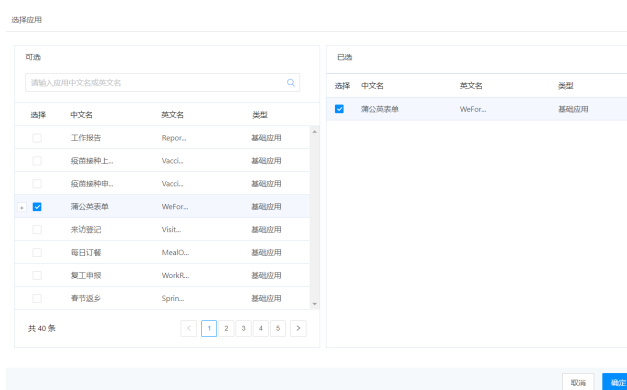 选择应用
可选
请输入应用中文名或英文名
选择 中文名 英文名 类型
工作报告 Repor... 基础应用
疫苗接种上... Vacci... 基础应用
疫苗接种申... Vacci... 基础应用
蒲公英表单 WeFor... 基础应用
来访登记 Visit... 基础应用
每日订餐 MealO... 基础应用
复工申报 WorkR... 基础应用
春节返乡 Sprin... 基础应用
共 40 条 < 1 2 3 4 5 >
已选
选择 中文名 英文名 类型
蒲公英表单 WeFor... 基础应用
取消 确定